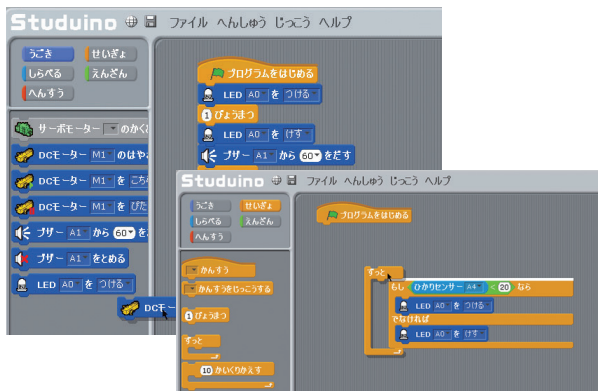 Studuino ファイル へんしゅう じっこう ヘルプ
うごき せいぎょ
しらべる えんざん
へんすう
サーボモーター のかくど
DCモーター M1 のはや
DCモーター M1 を こち
DCモーター M1 を ぴた
ブザー A1 から 60 を
ブザー A1 をとめる
LED A0 を つける
DCモー
プログラムをはじめる
LED A0 を つける
1 びょうまつ
LED A0 を けす
ブザー A1 から 60 をだす
Studuino ファイル へんしゅう じっこう ヘルプ
うごき せいぎょ
しらべる えんざん
へんすう
かんすう
かんすうをじっこうする
1 びょうまつ
ずっと
10 かいくりかえす
プログラムをはじめる
ずっと
もし ひかりセンサー A4 < 20 なら
LED A0 を つける
でなければ
LED A0 を けす